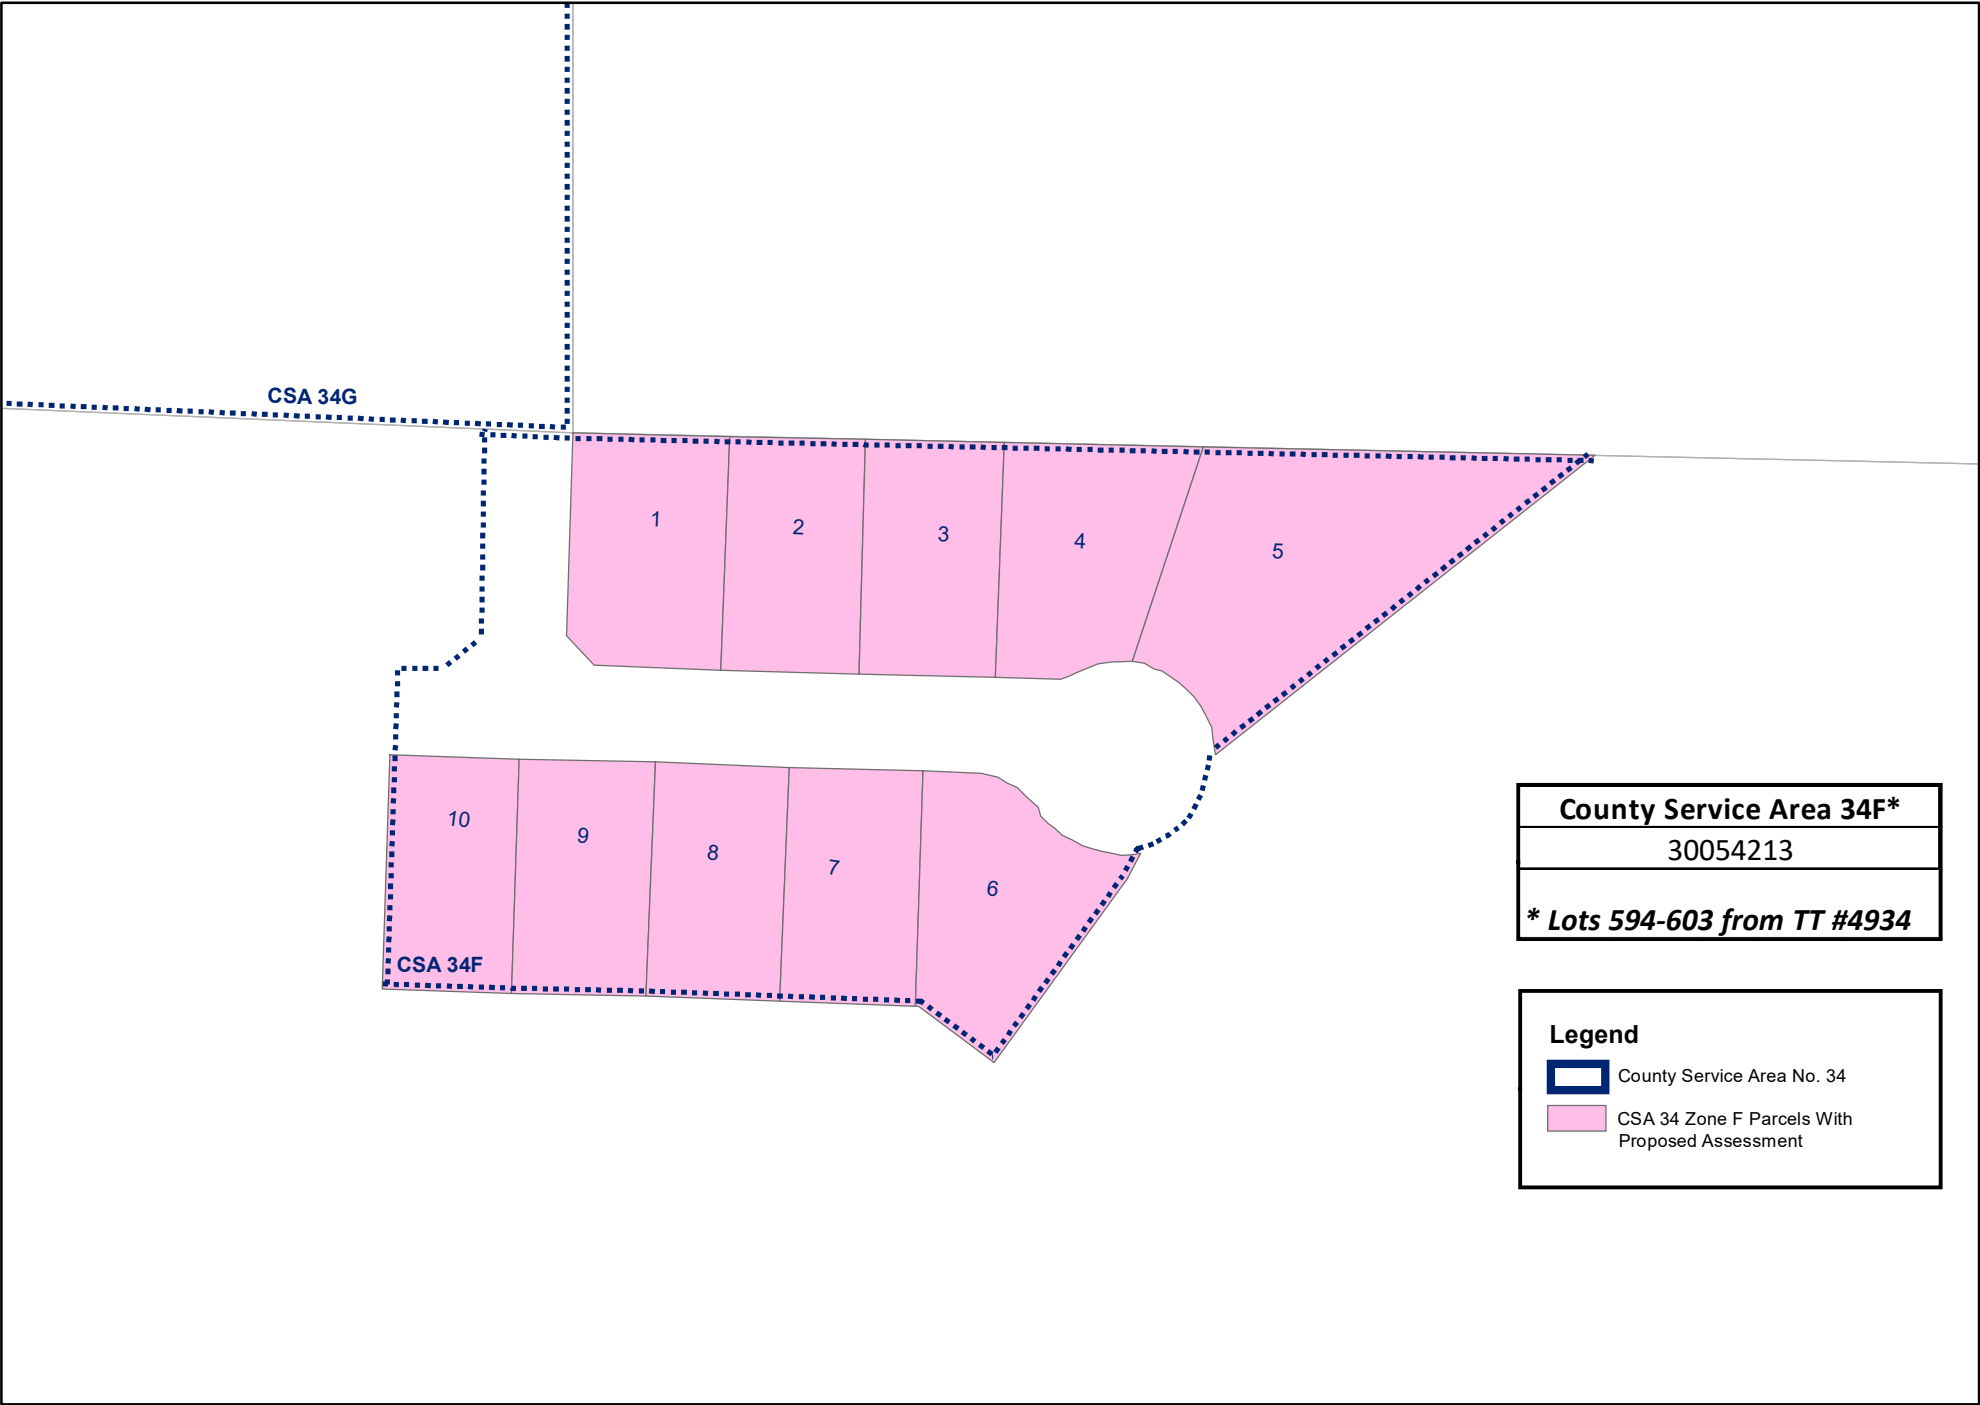 CSA 34G
1
2
3
4
5
10
9
8
7
6
CSA 34F
County Service Area 34F*
30054213
* Lots 594-603 from TT #4934
Legend
County Service Area No. 34
CSA 34 Zone F Parcels With
Proposed Assessment